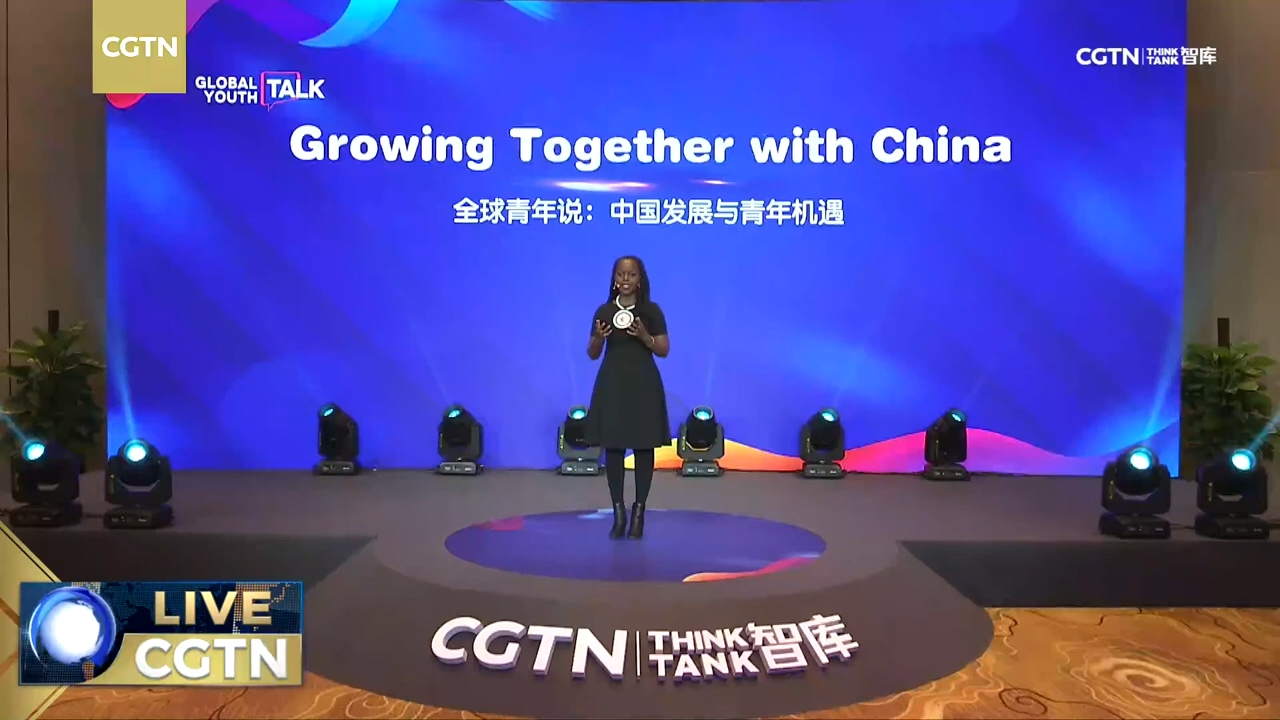 CGTN
CGTN THINK TANK 智库
GLOBAL YOUTH TALK
Growing Together with China
全球青年说：中国发展与青年机遇
LIVE
CGTN
CGTN THINK TANK 智库